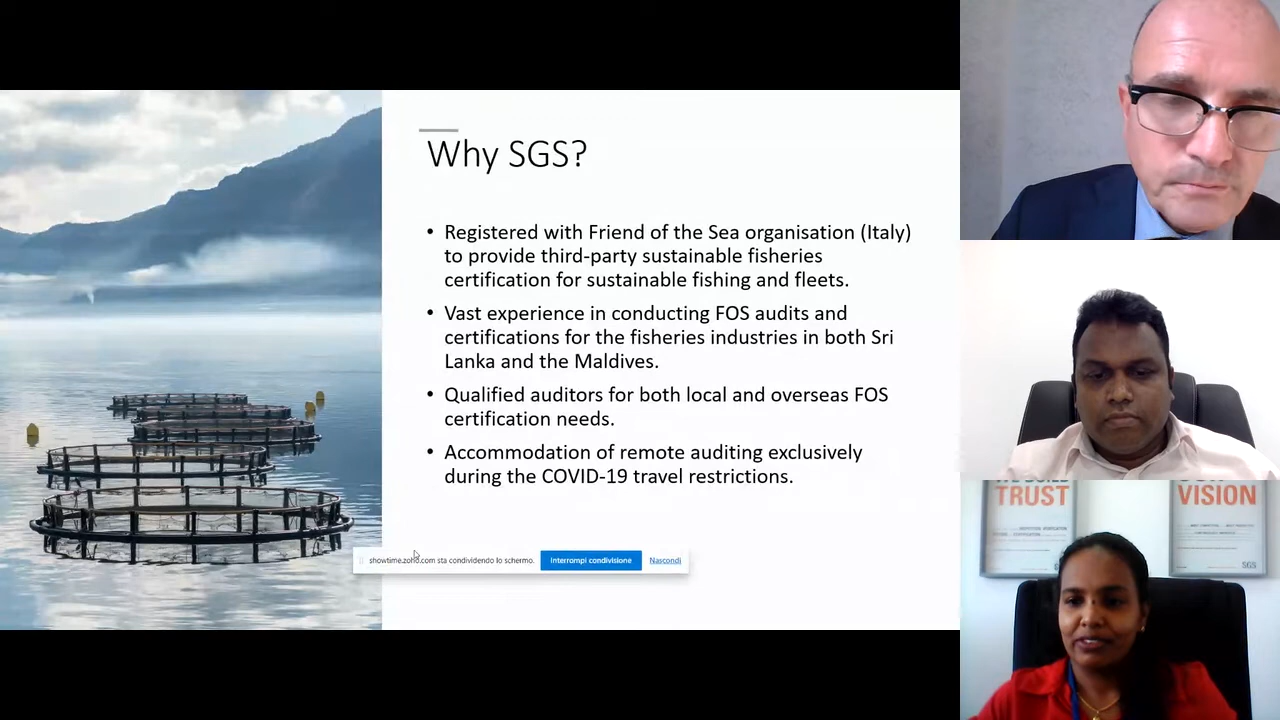 Why SGS?
• Registered with Friend of the Sea organisation (Italy)
to provide third-party sustainable fisheries
certification for sustainable fishing and fleets.
• Vast experience in conducting FOS audits and
certifications for the fisheries industries in both Sri
Lanka and the Maldives.
• Qualified auditors for both local and overseas FOS
certification needs.
• Accommodation of remote auditing exclusively
during the COVID-19 travel restrictions.
showtime.zoho.com sta condividendo lo schermo.
Interrompi condivisione
Nascondi
TRUST
VISION
SGS